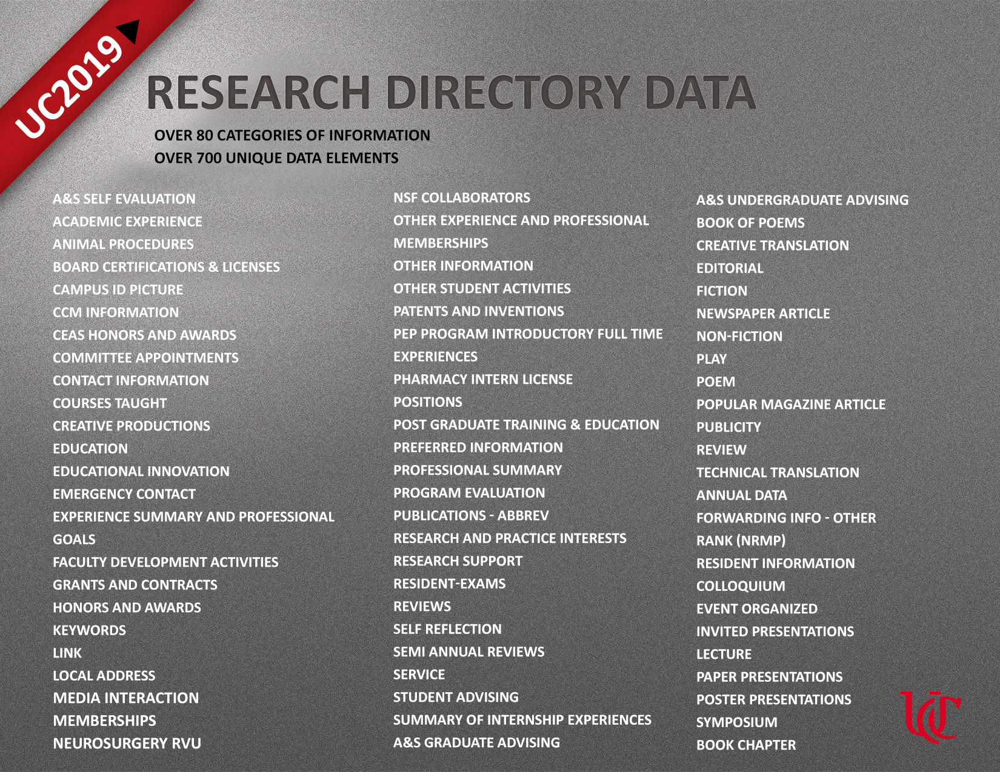 UC2019
RESEARCH DIRECTORY DATA
OVER 80 CATEGORIES OF INFORMATION
OVER 700 UNIQUE DATA ELEMENTS
A&S SELF EVALUATION
ACADEMIC EXPERIENCE
ANIMAL PROCEDURES
BOARD CERTIFICATIONS & LICENSES
CAMPUS ID PICTURE
CCM INFORMATION
CEAS HONORS AND AWARDS
COMMITTEE APPOINTMENTS
CONTACT INFORMATION
COURSES TAUGHT
CREATIVE PRODUCTIONS
EDUCATION
EDUCATIONAL INNOVATION
EMERGENCY CONTACT
EXPERIENCE SUMMARY AND PROFESSIONAL
GOALS
FACULTY DEVELOPMENT ACTIVITIES
GRANTS AND CONTRACTS
HONORS AND AWARDS
KEYWORDS
LINK
LOCAL ADDRESS
MEDIA INTERACTION
MEMBERSHIPS
NEUROSURGERY RVU
NSF COLLABORATORS
OTHER EXPERIENCE AND PROFESSIONAL
MEMBERSHIPS
OTHER INFORMATION
OTHER STUDENT ACTIVITIES
PATENTS AND INVENTIONS
PEP PROGRAM INTRODUCTORY FULL TIME
EXPERIENCES
PHARMACY INTERN LICENSE
POSITIONS
POST GRADUATE TRAINING & EDUCATION
PREFERRED INFORMATION
PROFESSIONAL SUMMARY
PROGRAM EVALUATION
PUBLICATIONS - ABBREV
RESEARCH AND PRACTICE INTERESTS
RESEARCH SUPPORT
RESIDENT-EXAMS
REVIEWS
SELF REFLECTION
SEMI ANNUAL REVIEWS
SERVICE
STUDENT ADVISING
SUMMARY OF INTERNSHIP EXPERIENCES
A&S GRADUATE ADVISING
A&S UNDERGRADUATE ADVISING
BOOK OF POEMS
CREATIVE TRANSLATION
EDITORIAL
FICTION
NEWSPAPER ARTICLE
NON-FICTION
PLAY
POEM
POPULAR MAGAZINE ARTICLE
PUBLICITY
REVIEW
TECHNICAL TRANSLATION
ANNUAL DATA
FORWARDING INFO - OTHER
RANK (NRMP)
RESIDENT INFORMATION
COLLOQUIUM
EVENT ORGANIZED
INVITED PRESENTATIONS
LECTURE
PAPER PRESENTATIONS
POSTER PRESENTATIONS
SYMPOSIUM
BOOK CHAPTER
UC